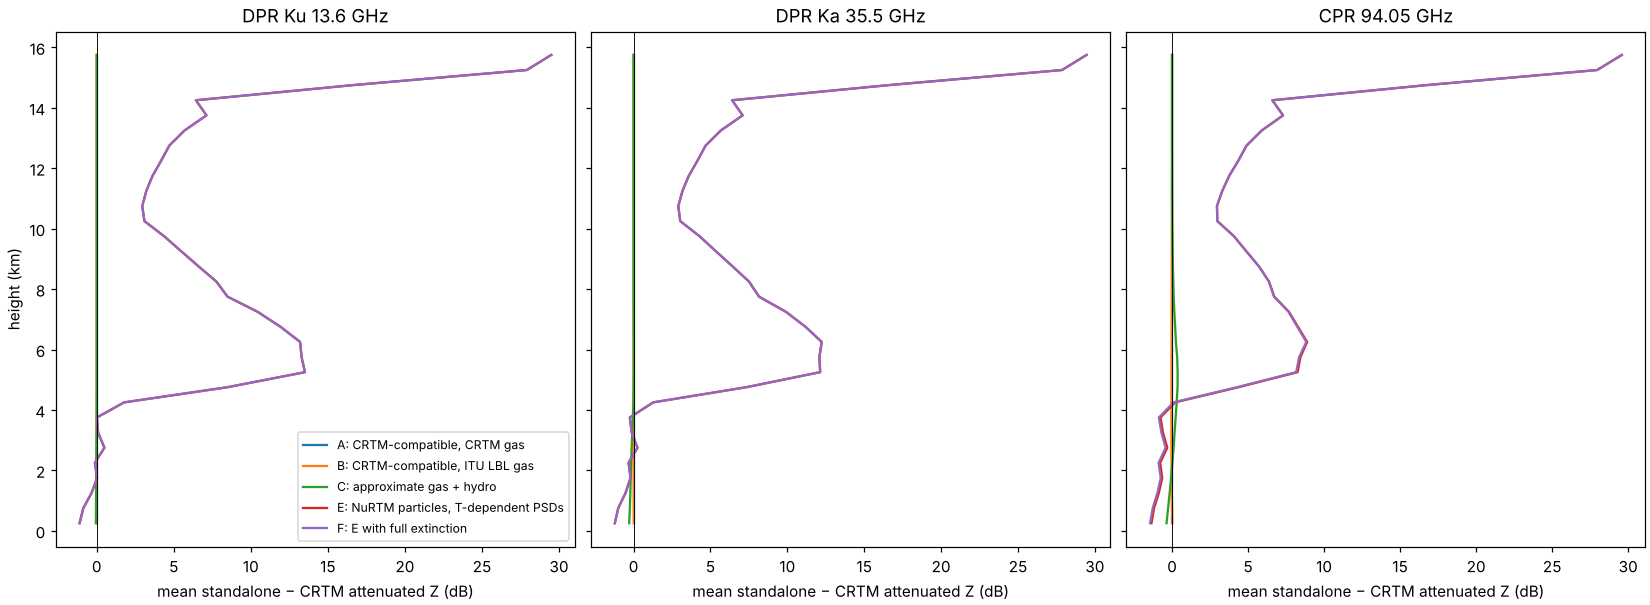 DPR Ku 13.6 GHz
DPR Ka 35.5 GHz
CPR 94.05 GHz
height (km)
16
14
12
10
8
6
4
2
0
A: CRTM-compatible, CRTM gas
B: CRTM-compatible, ITU LBL gas
C: approximate gas + hydro
E: NuRTM particles, T-dependent PSDs
F: E with full extinction
0 5 10 15 20 25 30
0 5 10 15 20 25 30
0 5 10 15 20 25 30
mean standalone − CRTM attenuated Z (dB)
mean standalone − CRTM attenuated Z (dB)
mean standalone − CRTM attenuated Z (dB)